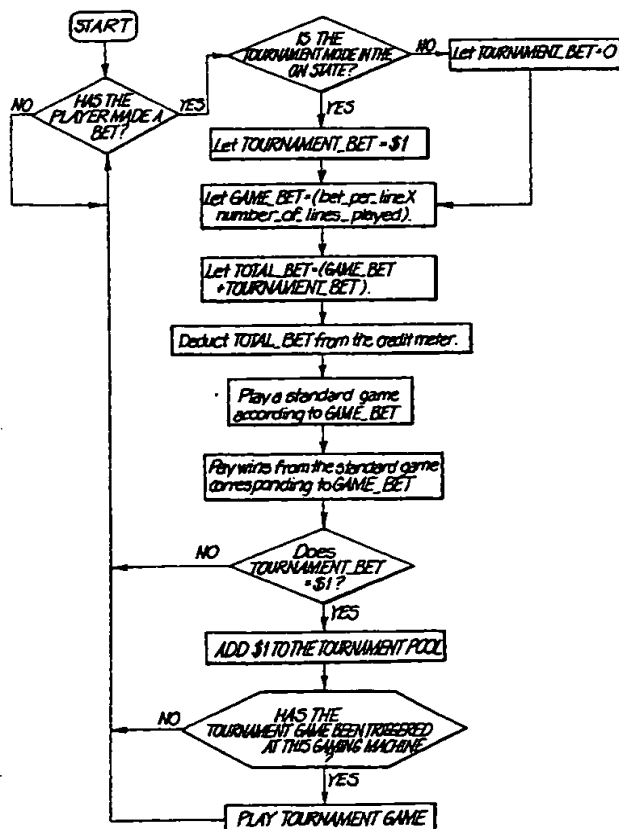 START
HAS THE
PLAYER MADE A
BET?
NO
YES
IS THE
TOURNAMENT MODE IN THE
ON STATE?
NO
Let TOURNAMENT_BET=0
YES
Let TOURNAMENT_BET = $1
Let GAME_BET=(bet_per_line X
number_of_lines_played).
Let TOTAL_BET=(GAME_BET
+TOURNAMENT_BET).
Deduct TOTAL_BET from the credit meter.
Play a standard game
according to GAME_BET
Pay wins from the standard game
corresponding to GAME_BET
Does
TOURNAMENT_BET
=$1?
NO
YES
ADD $1 TO THE TOURNAMENT POOL
HAS THE
TOURNAMENT GAME BEEN TRIGGERED
AT THIS GAMING MACHINE
?
NO
YES
PLAY TOURNAMENT GAME